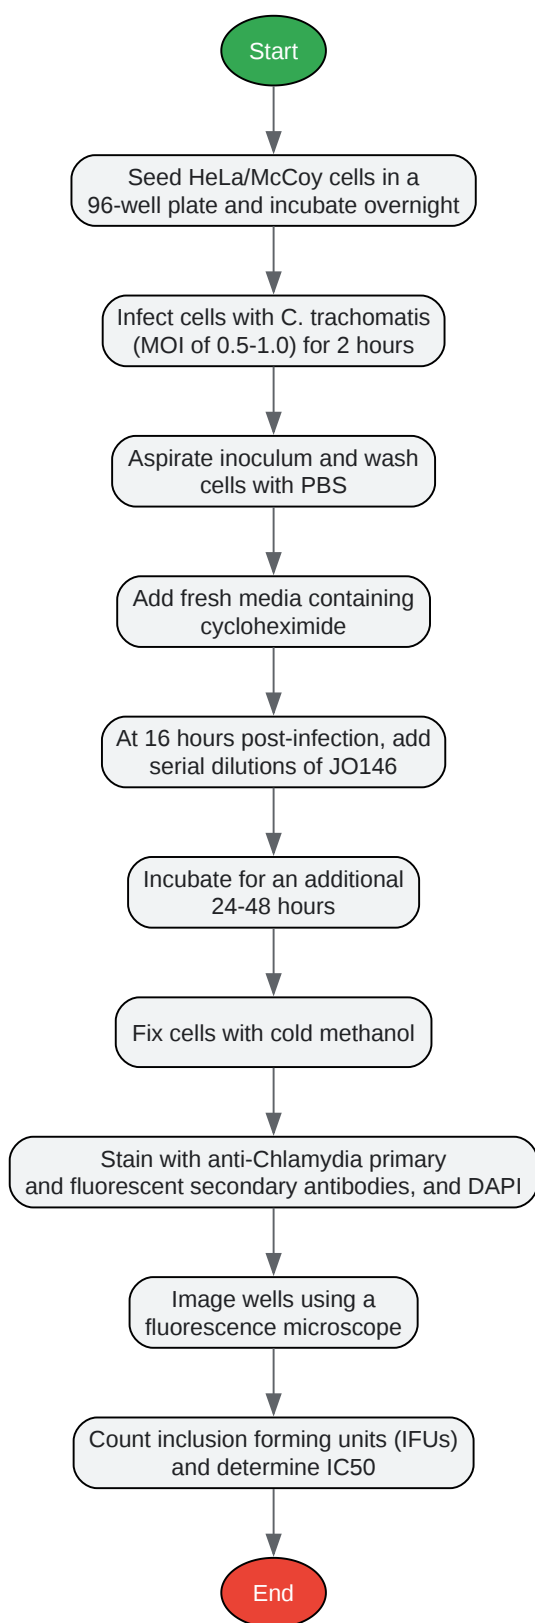 Start
Seed HeLa/McCoy cells in a
96-well plate and incubate overnight
Infect cells with C. trachomatis
(MOI of 0.5-1.0) for 2 hours
Aspirate inoculum and wash
cells with PBS
Add fresh media containing
cycloheximide
At 16 hours post-infection, add
serial dilutions of JO146
Incubate for an additional
24-48 hours
Fix cells with cold methanol
Stain with anti-Chlamydia primary
and fluorescent secondary antibodies, and DAPI
Image wells using a
fluorescence microscope
Count inclusion forming units (IFUs)
and determine IC50
End